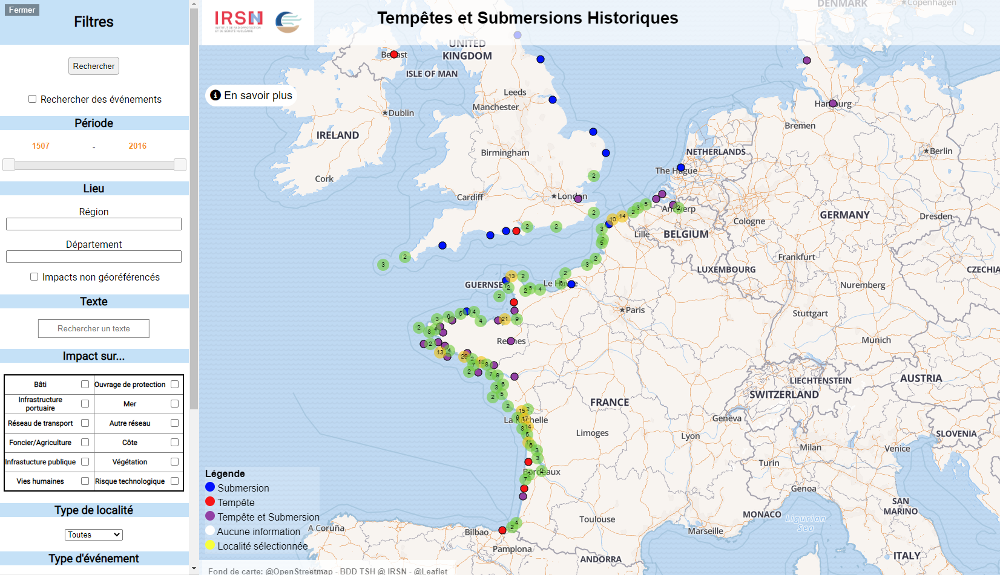 Fermer
Filtres
Rechercher
Rechercher des événements
Période
1507 - 2016
Lieu
Région
Département
Impacts non géoréférencés
Texte
Rechercher un texte
Impact sur...
Bâti
Ouvrage de protection
Infrastructure portuaire
Mer
Réseau de transport
Autre réseau
Foncier/Agriculture
Côte
Infrastucture publique
Végétation
Vies humaines
Risque technologique
Type de localité
Toutes
Type d'événement
IRSN
INSTITUT DE RADIOPROTECTION
ET DE SÛRETÉ NUCLÉAIRE
Tempêtes et Submersions Historiques
En savoir plus
DENMARK
Copenhagen
UNITED
KINGDOM
ISLE OF MAN
Leeds
Manchester
Dublin
IRELAND
Birmingham
Cork
Cardiff
London
Hamburg
Bremen
Berlin
NETHERLANDS
The Hague
Antwerp
Lille
BELGIUM
Cologne
GERMANY
Dresden
Frankfurt
LUXEMBOURG
CZECHIA
Nuremberg
GUERNSE
Paris
Stuttgart
Munich
LIECHTENSTEIN
AUSTRIA
SWITZERLAND
FRANCE
Geneva
Limoges
Lyon
SLOVENIA
Milan
Venice
Turin
Bordeaux
Genoa
SAN
MARINO
MONACO
Ligurian
Sea
Toulouse
Marseille
A Coruña
Bilbao
Pamplona
ANDORRA
ITALY
Légende
Submersion
Tempête
Tempête et Submersion
Aucune information
Localité sélectionnée
Fond de carte: @OpenStreetmap - BDD TSH @ IRSN - @Leaflet